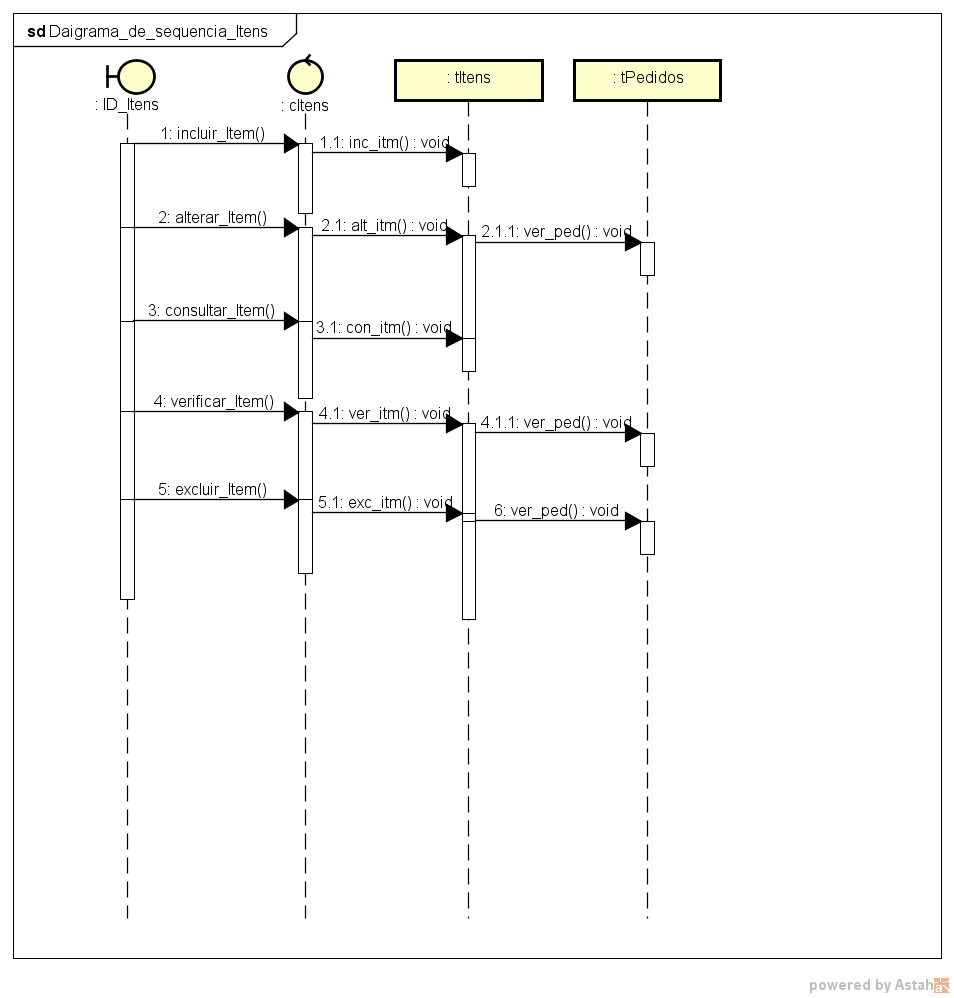 sd Daigrama_de_sequencia_Itens
: ID_Itens
: cItens
: tItens
: tPedidos
1: incluir_Item()
1.1: inc_itm() : void
2: alterar_Item()
2.1: alt_itm() : void
2.1.1: ver_ped() : void
3: consultar_Item()
3.1: con_itm() : void
4: verificar_Item()
4.1: ver_itm() : void
4.1.1: ver_ped() : void
5: excluir_Item()
5.1: exc_itm() : void
6: ver_ped() : void
powered by Astah